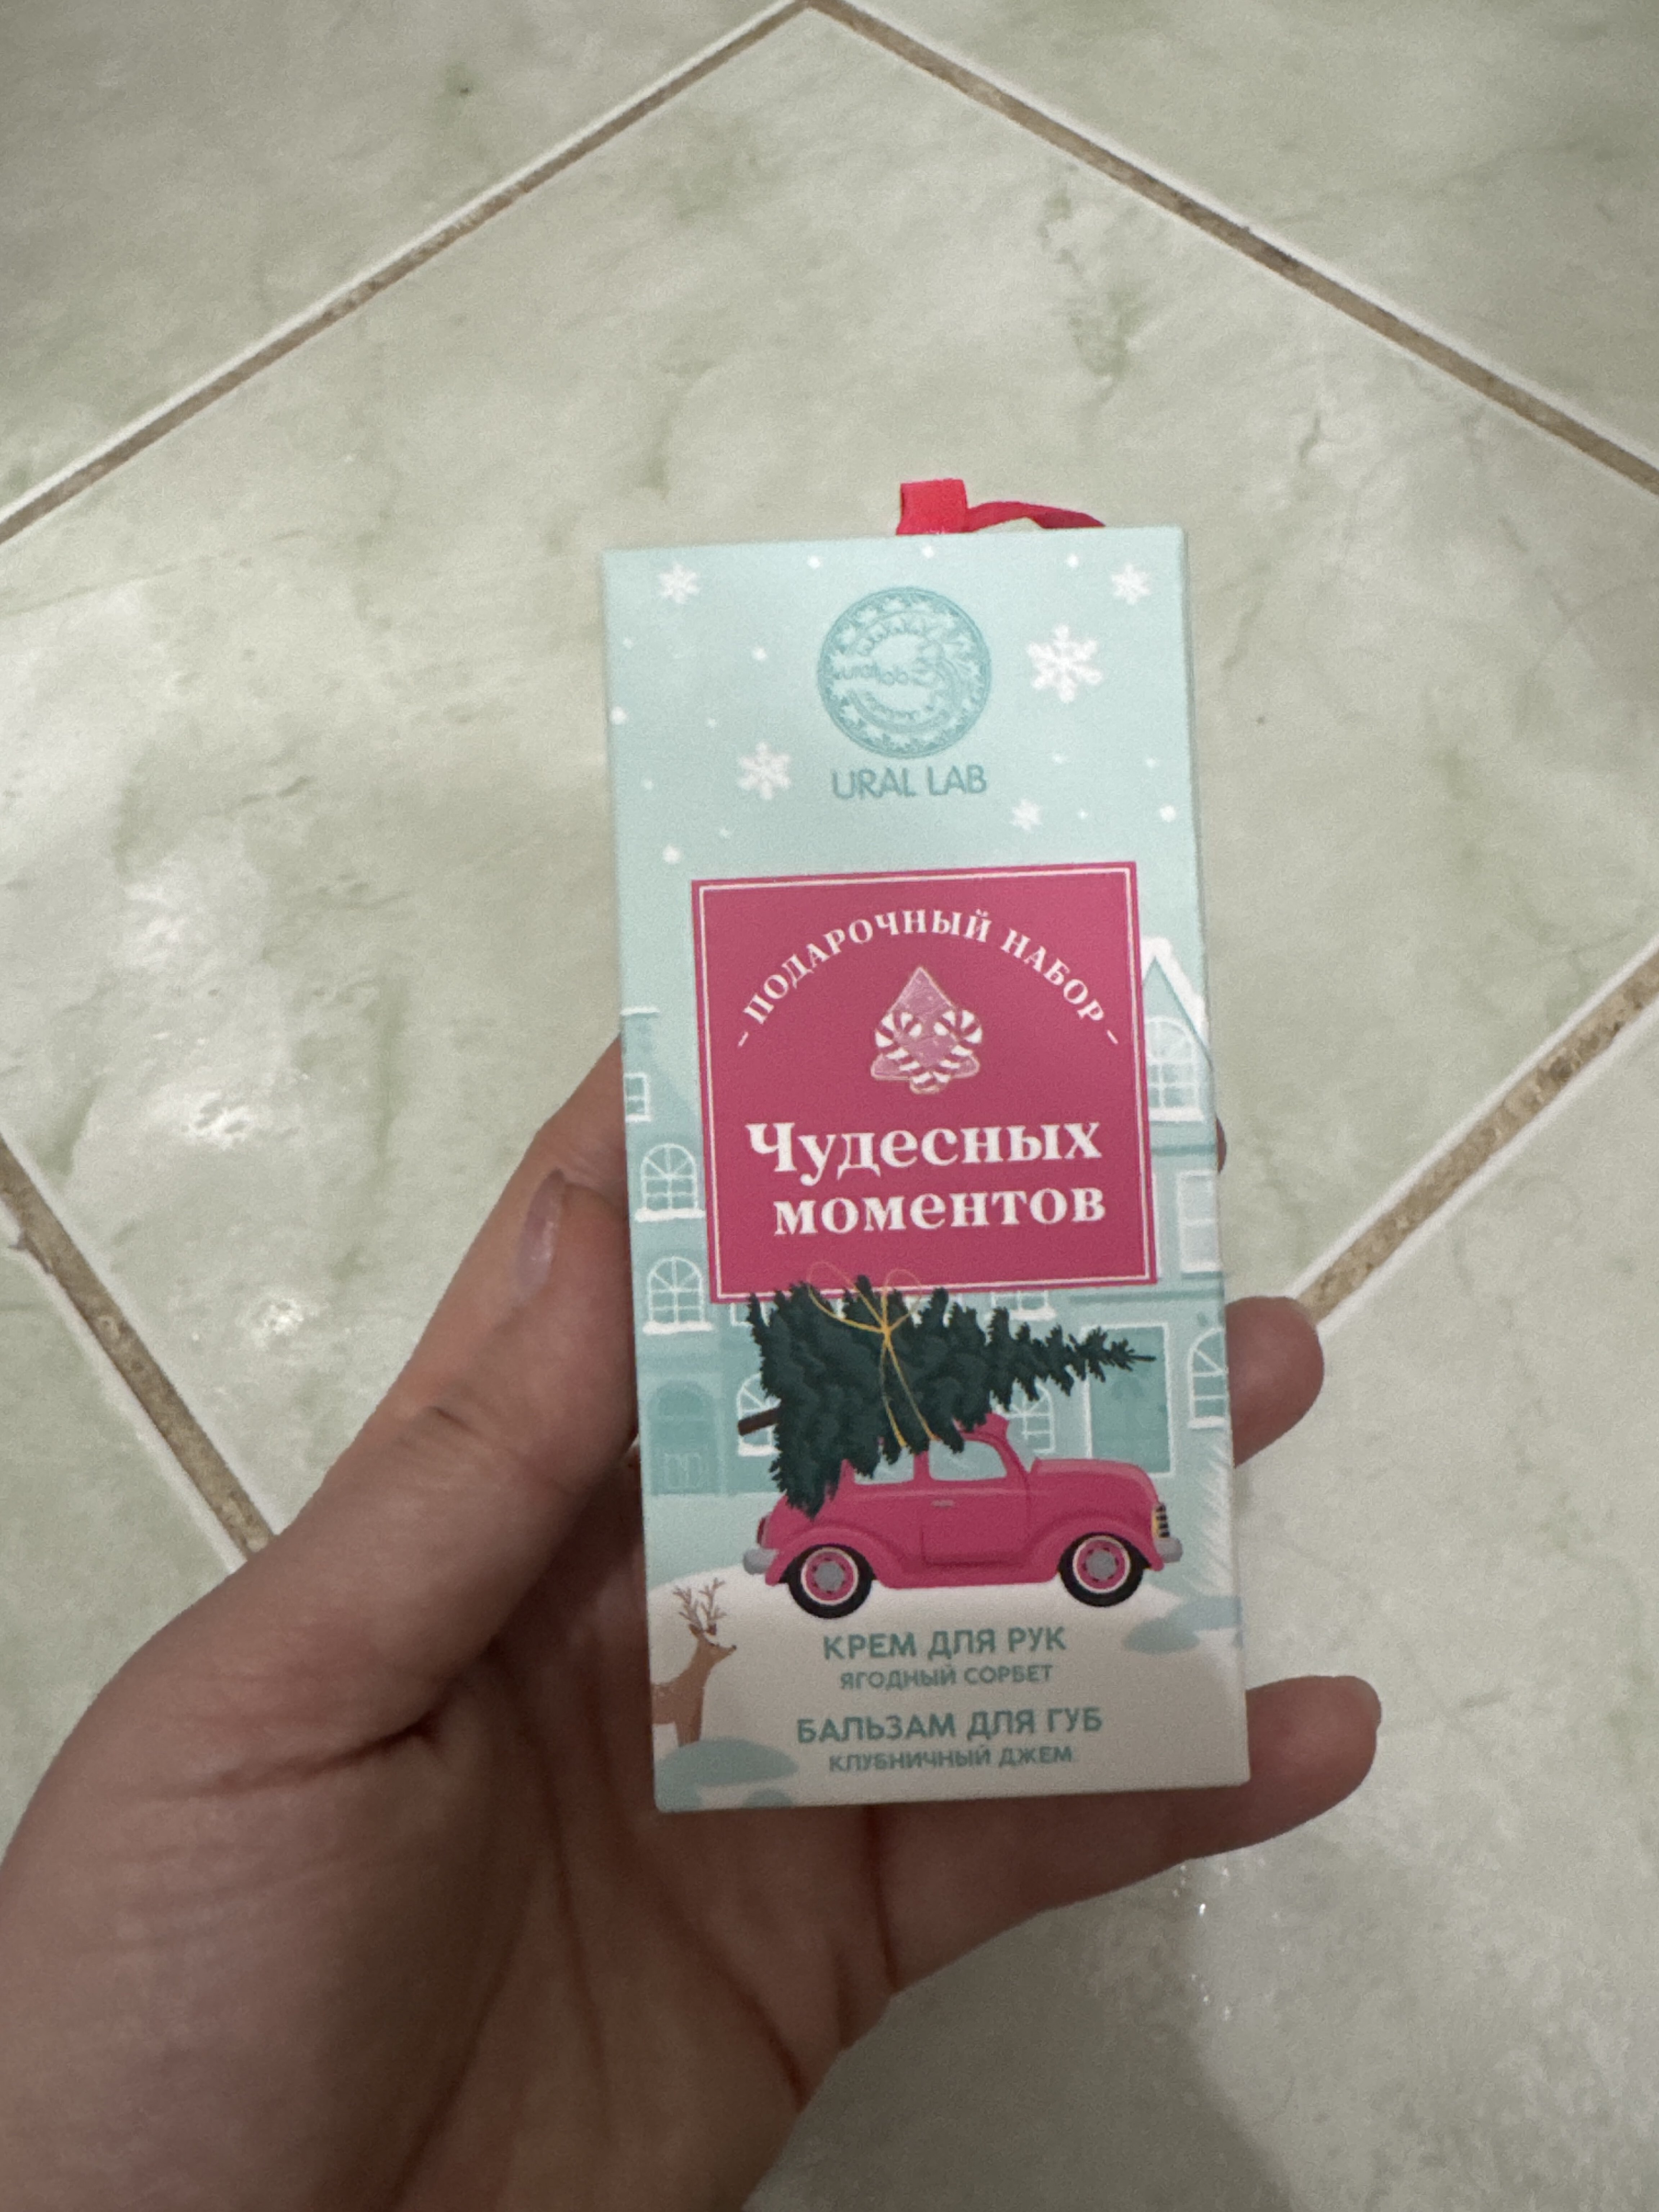 URAL LAB
– ПОДАРОЧНЫЙ НАБОР –
Чудесных
моментов
КРЕМ ДЛЯ РУК
ЯГОДНЫЙ СОРБЕТ
БАЛЬЗАМ ДЛЯ ГУБ
КЛУБНИЧНЫЙ ДЖЕМ